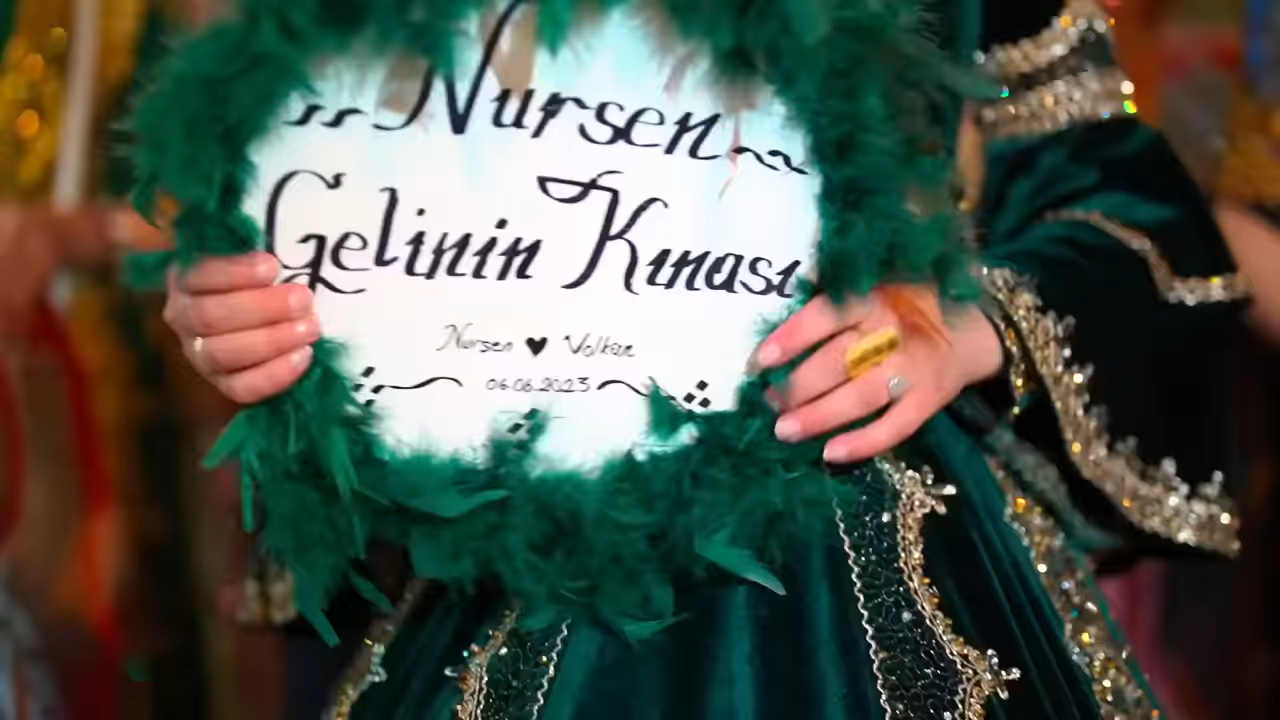 Nursen
Gelinin Kınası
Nursen ♥ Volkan
06.06.2023